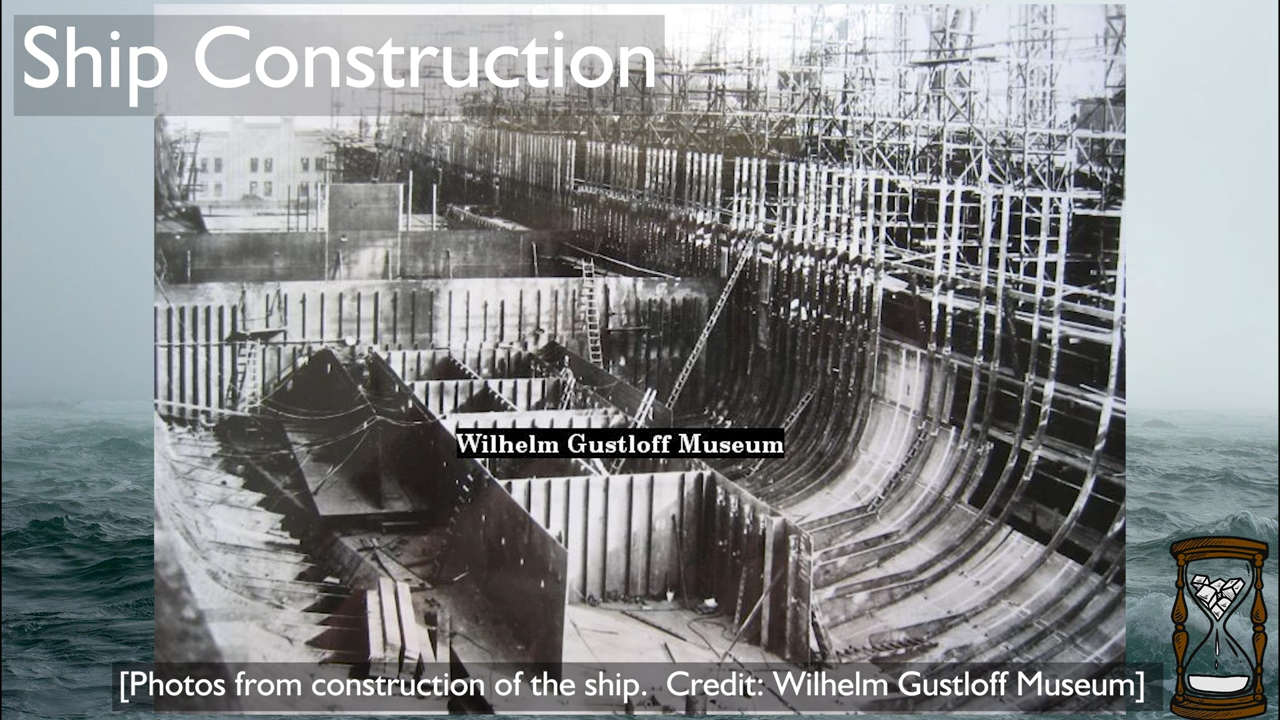 Ship Construction
Wilhelm Gustloff Museum
[Photos from construction of the ship.  Credit: Wilhelm Gustloff Museum]